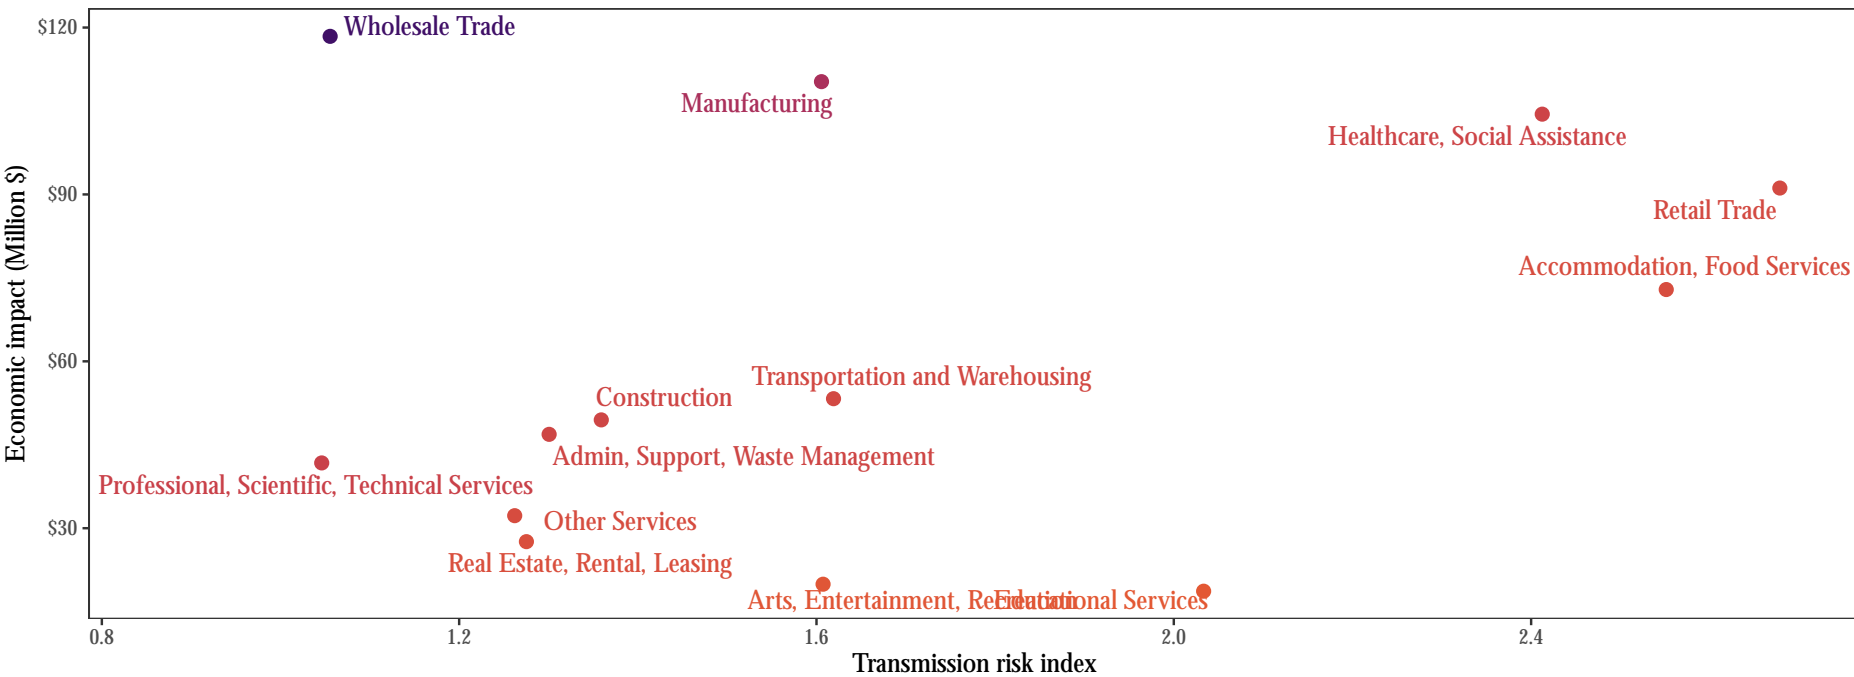 $120
Wholesale Trade
Manufacturing
Healthcare, Social Assistance
$90
Retail Trade
Accommodation, Food Services
$60
Transportation and Warehousing
Construction
Admin, Support, Waste Management
Professional, Scientific, Technical Services
$30
Other Services
Real Estate, Rental, Leasing
Arts, Entertainment, Recreation
Educational Services
0.8 1.2 1.6 2.0 2.4
Transmission risk index
Economic impact (Million $)